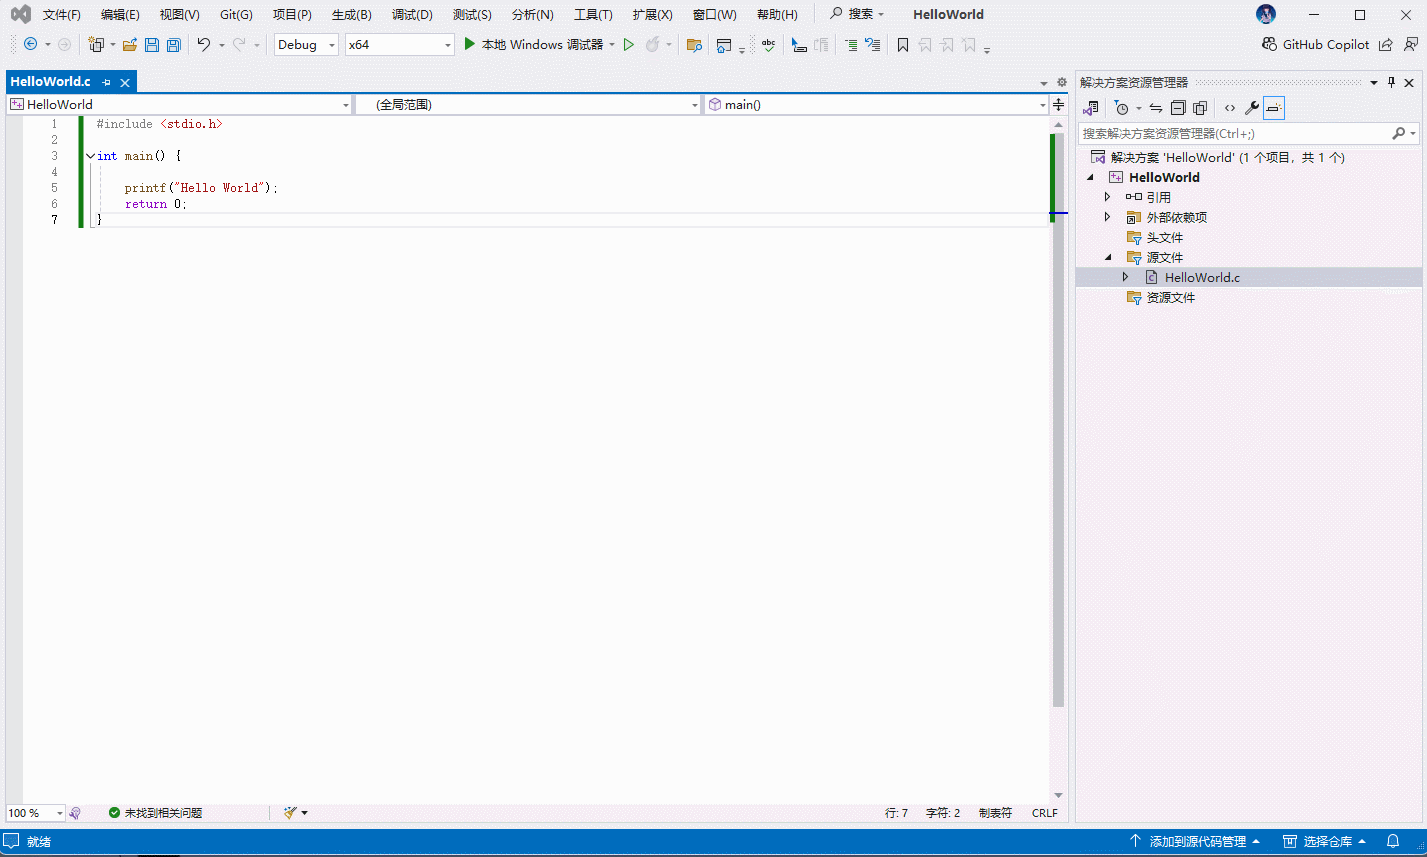 文件(F) 编辑(E) 视图(V) Git(G) 项目(P) 生成(B) 调试(D) 测试(S) 分析(N) 工具(T) 扩展(X) 窗口(W) 帮助(H) 搜索 HelloWorld
Debug x64 本地 Windows 调试器 abc GitHub Copilot
HelloWorld.c
HelloWorld (全局范围) main()
1 #include <stdio.h>
2
3 int main() {
4
5 printf("Hello World");
6 return 0;
7 }
100 % 未找到相关问题 行: 7 字符: 2 制表符 CRLF
解决方案资源管理器
搜索解决方案资源管理器(Ctrl+;)
解决方案 'HelloWorld' (1 个项目，共 1 个)
HelloWorld
引用
外部依赖项
头文件
源文件
HelloWorld.c
资源文件
就绪 添加到源代码管理 选择仓库